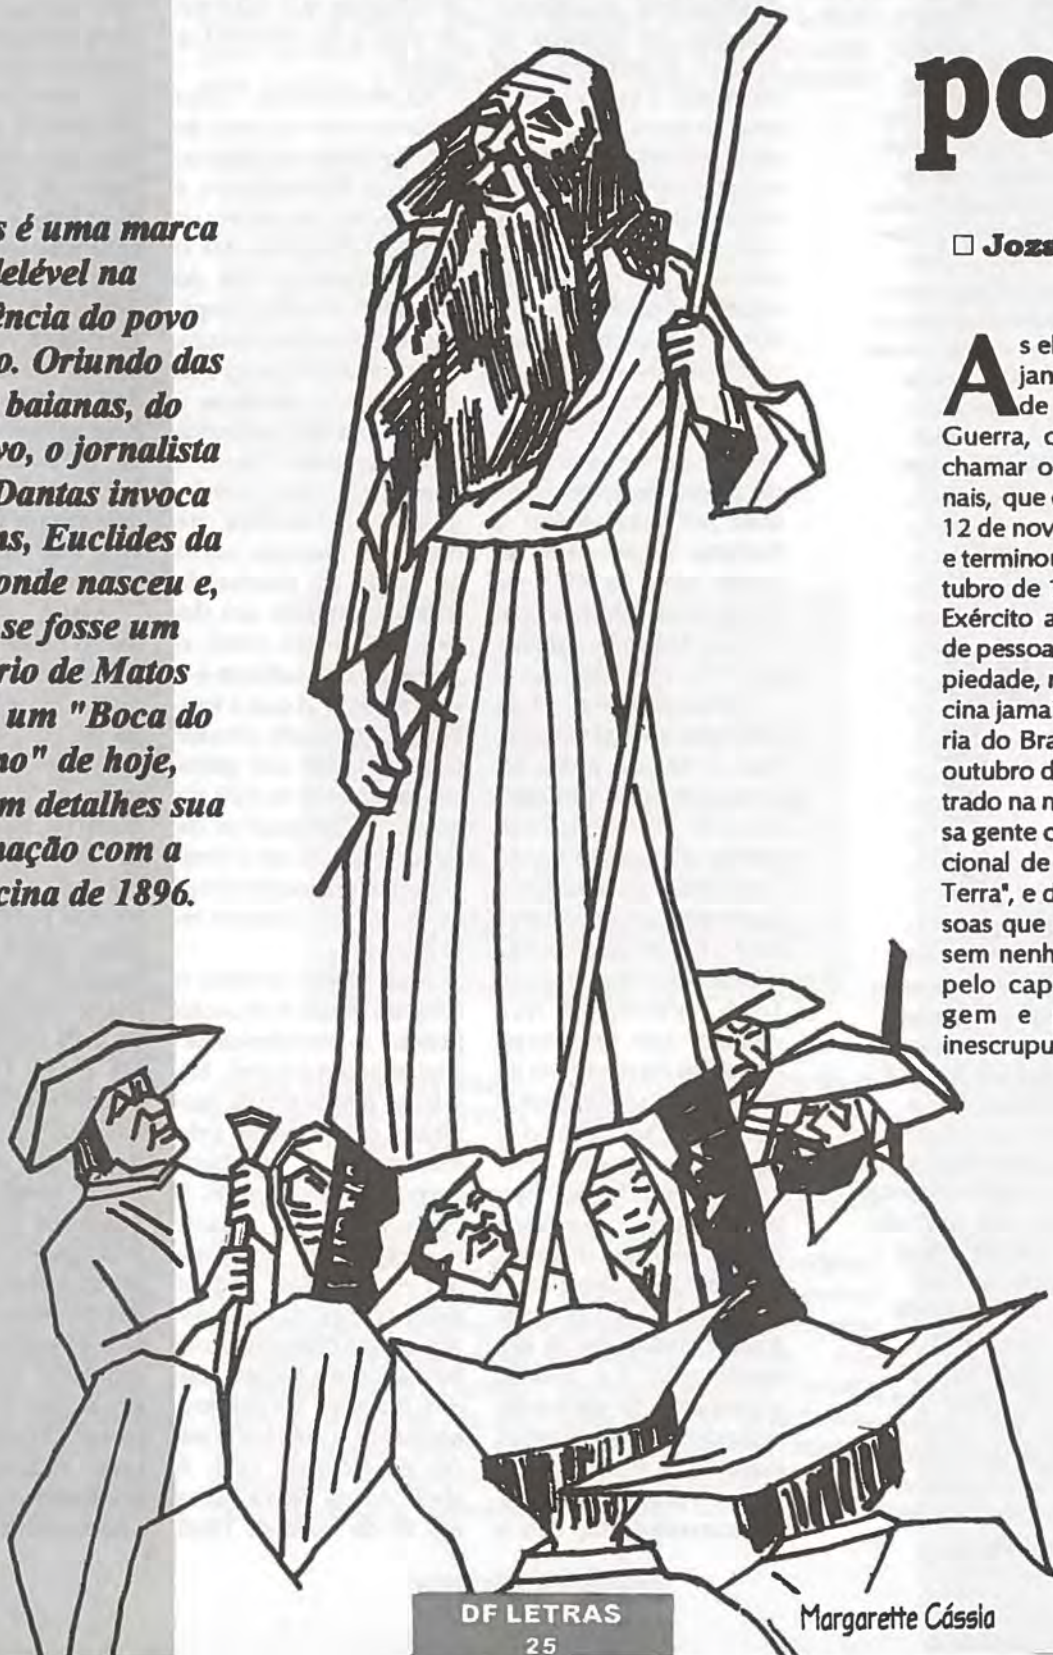 po
s é uma marca
lelével na
ência do povo
o. Oriundo das
baianas, do
vo, o jornalista
Dantas invoca
ns, Euclides da
onde nasceu e,
se fosse um
rio de Matos
um "Boca do
no" de hoje,
m detalhes sua
nação com a
cina de 1896.
□ Joza
As el
jan
de
Guerra, c
chamar o
nais, que
12 de nov
e terminou
tubro de 1
Exército a
de pessoa
piedade, n
cina jama
ria do Bra
outubro d
trado na m
sa gente c
cional de
Terra", e d
soas que
sem nenh
pelo cap
gem e
inescrupu
Margarette Cássia
DF LETRAS
25